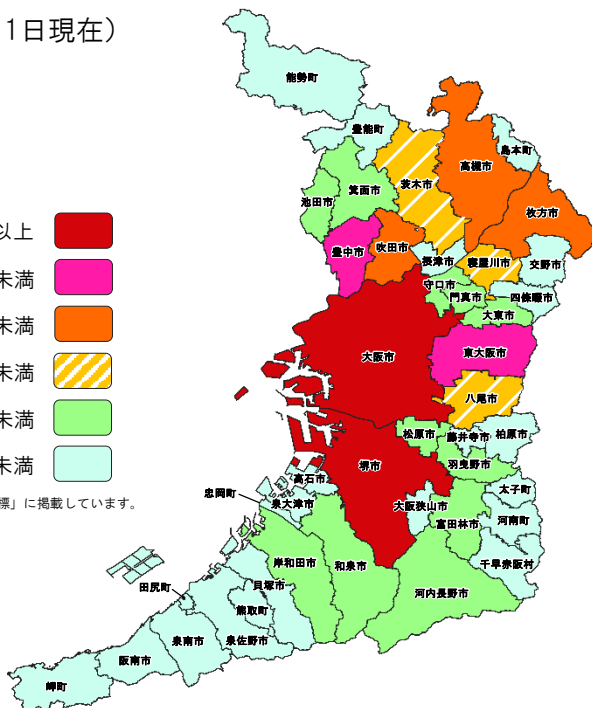 1日現在）
以上
未満
未満
未満
未満
未満
標」に掲載しています。
能勢町
豊能町
島本町
高槻市
茨木市
箕面市
池田市
枚方市
豊中市
吹田市
摂津市
寝屋川市
交野市
守口市
門真市
四條畷市
大東市
大阪市
東大阪市
八尾市
松原市
藤井寺市
柏原市
羽曳野市
堺市
高石市
太子町
忠岡町
泉大津市
大阪狭山市
河南町
富田林市
千早赤阪村
岸和田市
和泉市
河内長野市
田尻町
貝塚市
熊取町
泉南市
泉佐野市
阪南市
岬町